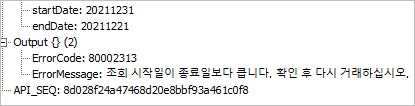 startDate: 20211231
endDate: 20211221
Output {} (2)
ErrorCode: 80002313
ErrorMessage: 조회 시작일이 종료일보다 큽니다. 확인 후 다시 거래하십시오.
API_SEQ: 8d028f24a47468d20e8bbf93a461c0f8